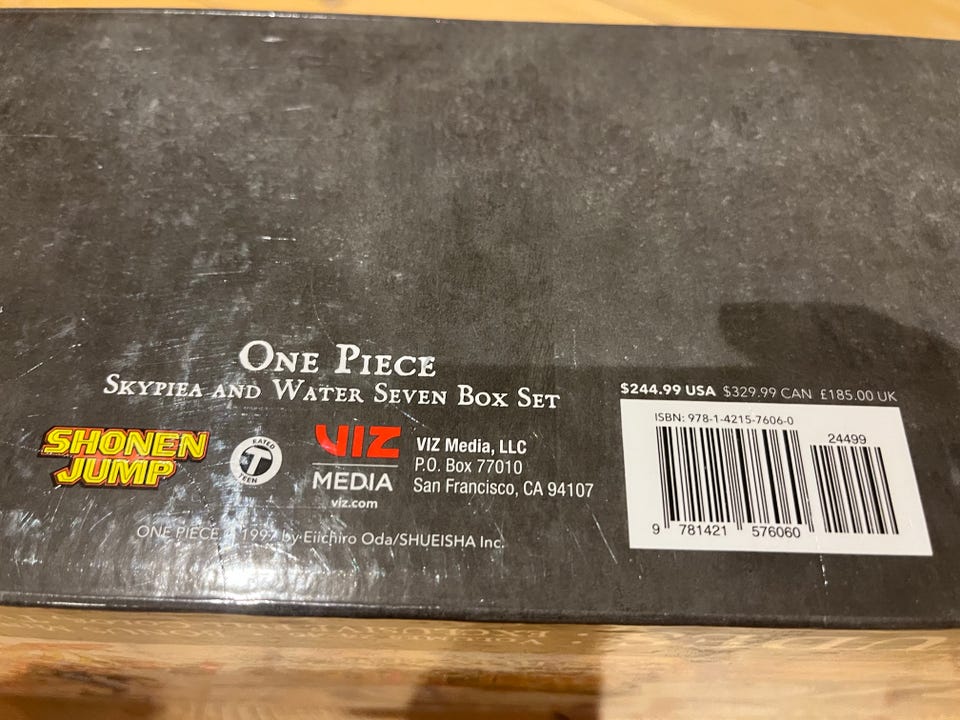 ONE PIECE
SKYPIEA AND WATER SEVEN BOX SET
SHONEN
JUMP
RATED
T
TEEN
VIZ
MEDIA
viz.com
VIZ Media, LLC
P.O. Box 77010
San Francisco, CA 94107
ONE PIECE © 1997 by Eiichiro Oda/SHUEISHA Inc.
$244.99 USA $329.99 CAN £185.00 UK
ISBN: 978-1-4215-7606-0
24499
9 781421 576060